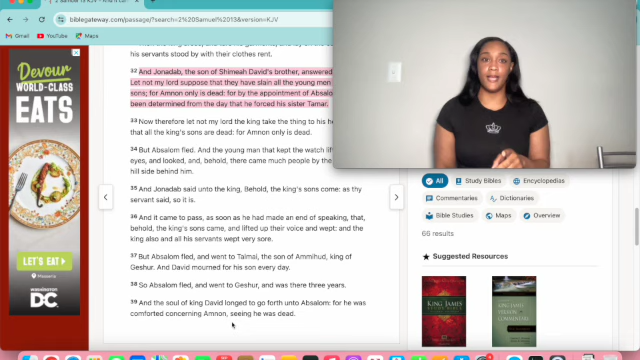 2 Samuel 13 KJV - And it cam
biblegateway.com/passage/?search=2%20Samuel%2013&version=KJV
Gmail
YouTube
Maps
his servants stood by with their clothes rent.
32 And Jonadab, the son of Shimeah David's brother, answered
Let not my lord suppose that they have slain all the young men
sons; for Amnon only is dead: for by the appointment of Absalo
been determined from the day that he forced his sister Tamar.
33 Now therefore let not my lord the king take the thing to his he
that all the king's sons are dead: for Amnon only is dead.
34 But Absalom fled. And the young man that kept the watch lif
eyes, and looked, and, behold, there came much people by the
hill side behind him.
35 And Jonadab said unto the king, Behold, the king's sons come: as thy
servant said, so it is.
36 And it came to pass, as soon as he had made an end of speaking, that,
behold, the king's sons came, and lifted up their voice and wept: and the
king also and all his servants wept very sore.
37 But Absalom fled, and went to Talmai, the son of Ammihud, king of
Geshur. And David mourned for his son every day.
38 So Absalom fled, and went to Geshur, and was there three years.
39 And the soul of king David longed to go forth unto Absalom: for he was
comforted concerning Amnon, seeing he was dead.
Devour
WORLD-CLASS
EATS
LET'S EAT!
washington
DC
All
Study Bibles
Encyclopedias
Commentaries
Dictionaries
Bible Studies
Maps
Overview
66 results
Suggested Resources
KING JAMES